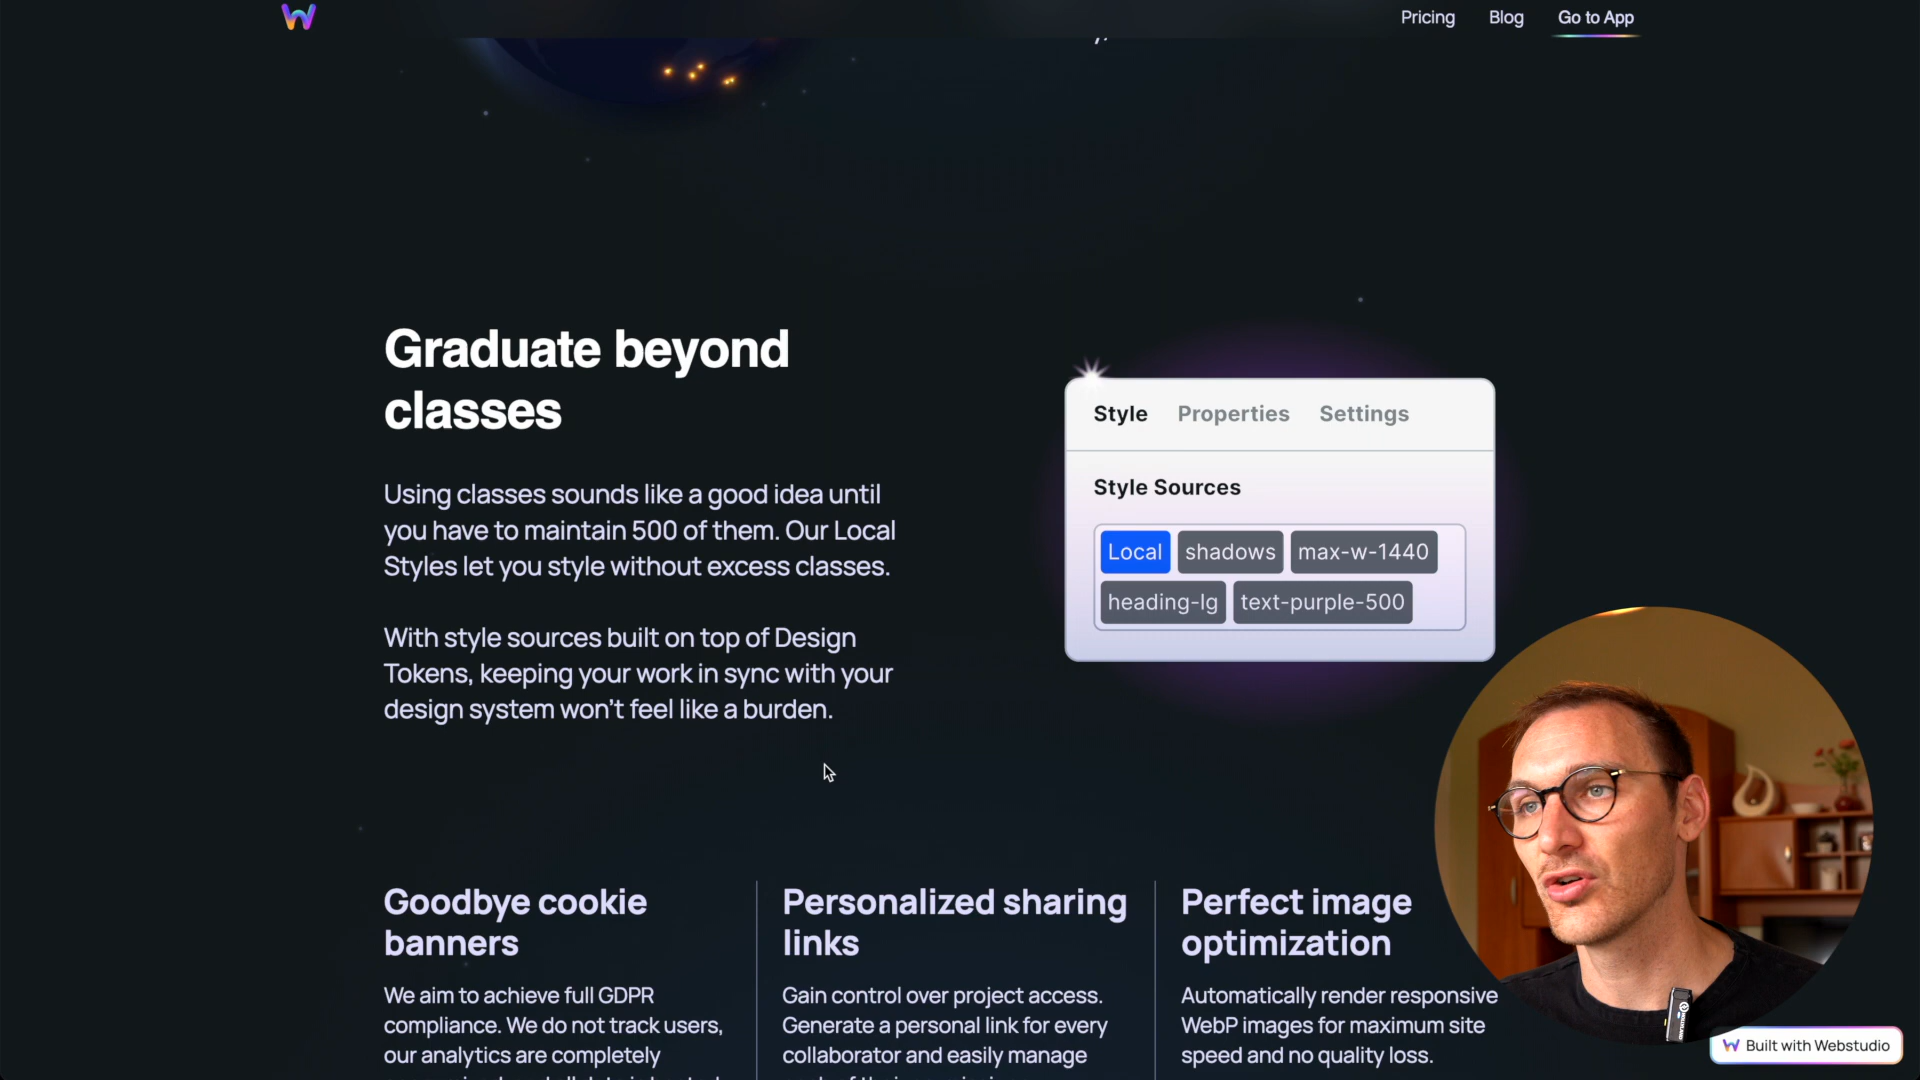 Pricing
Blog
Go to App
Graduate beyond
classes
Using classes sounds like a good idea until
you have to maintain 500 of them. Our Local
Styles let you style without excess classes.
With style sources built on top of Design
Tokens, keeping your work in sync with your
design system won't feel like a burden.
Style Properties Settings
Style Sources
Local shadows max-w-1440
heading-lg text-purple-500
Goodbye cookie
banners
We aim to achieve full GDPR
compliance. We do not track users,
our analytics are completely
Personalized sharing
links
Gain control over project access.
Generate a personal link for every
collaborator and easily manage
Perfect image
optimization
Automatically render responsive
WebP images for maximum site
speed and no quality loss.
Built with Webstudio